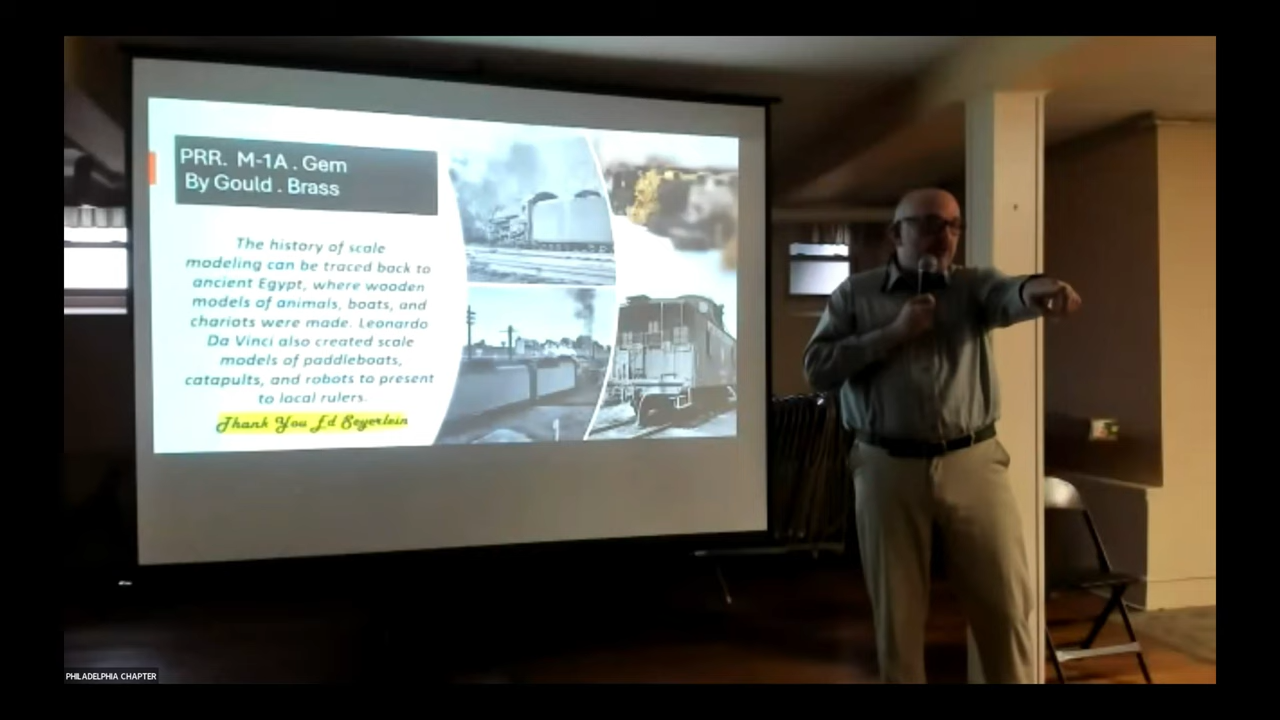 PRR. M-1A . Gem
By Gould . Brass
The history of scale
modeling can be traced back to
ancient Egypt, where wooden
models of animals, boats, and
chariots were made. Leonardo
Da Vinci also created scale
models of paddleboats,
catapults, and robots to present
to local rulers.
Thank You Ed Seyerlein
PHILADELPHIA CHAPTER